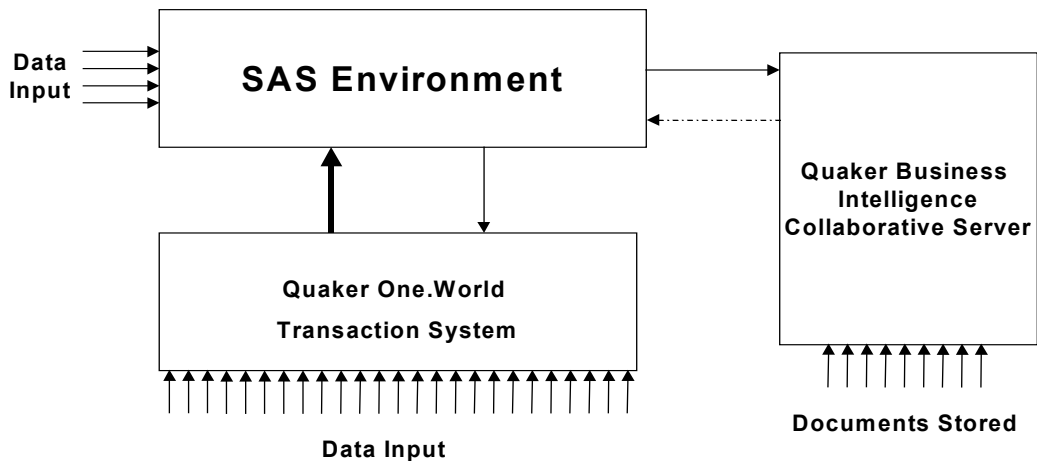 Data
Input
SAS Environment
Quaker Business
Intelligence
Collaborative Server
Quaker One.World
Transaction System
Documents Stored
Data Input